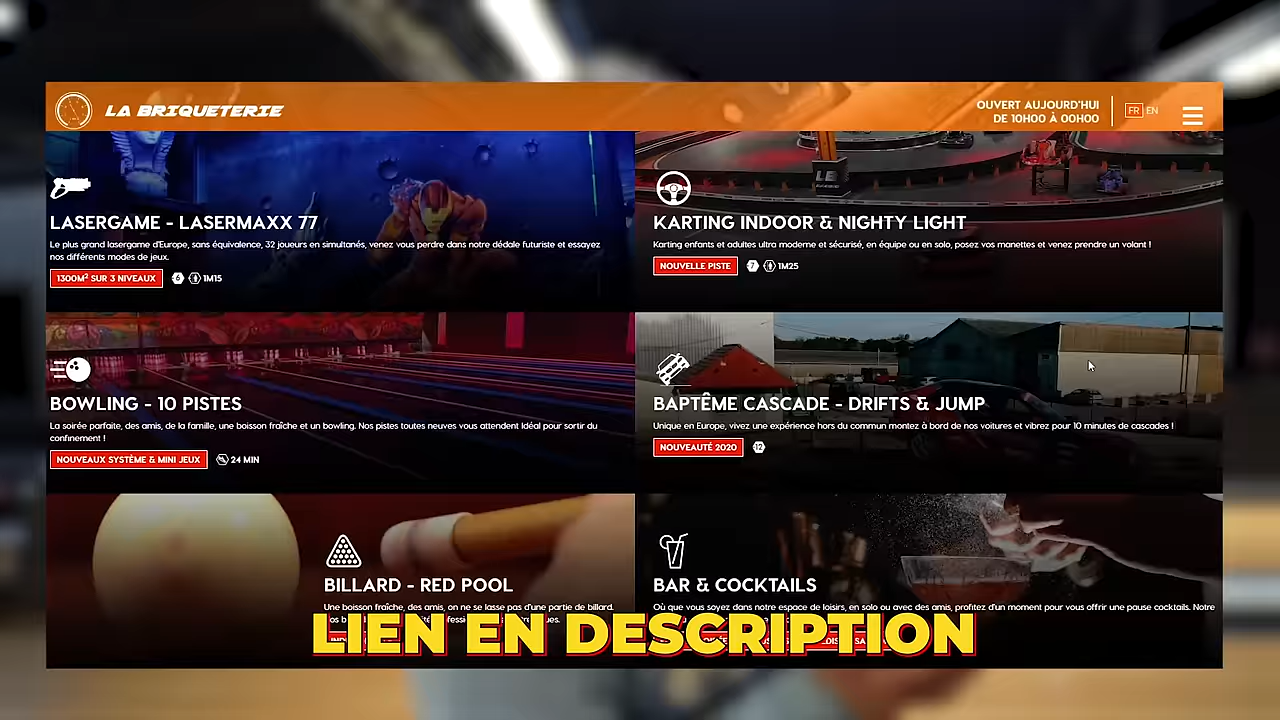 LA BRIQUETERIE
OUVERT AUJOURD'HUI
DE 10H00 À 00H00
FR EN
LASERGAME - LASERMAXX 77
Le plus grand lasergame d'Europe, sans équivalence, 32 joueurs en simultanés, venez vous perdre dans notre dédale futuriste et essayez
nos différents modes de jeux.
1300M² SUR 3 NIVEAUX 6 1M15
KARTING INDOOR & NIGHTY LIGHT
Karting enfants et adultes ultra moderne et sécurisé, en équipe ou en solo, posez vos manettes et venez prendre un volant !
NOUVELLE PISTE 7 1M25
BOWLING - 10 PISTES
La soirée parfaite, des amis, de la famille, une boisson fraîche et un bowling. Nos pistes toutes neuves vous attendent Idéal pour sortir du
confinement !
NOUVEAUX SYSTÈME & MINI JEUX 24 MIN
BAPTÊME CASCADE - DRIFTS & JUMP
Unique en Europe, vivez une expérience hors du commun montez à bord de nos voitures et vibrez pour 10 minutes de cascades !
NOUVEAUTÉ 2020 12
BILLARD - RED POOL
Une boisson fraîche, des amis, on ne se lasse pas d'une partie de billard.
BAR & COCKTAILS
Où que vous soyez dans notre espace de loisirs, en solo ou avec des amis, profitez d'un moment pour vous offrir une pause cocktails. Notre
LIEN EN DESCRIPTION